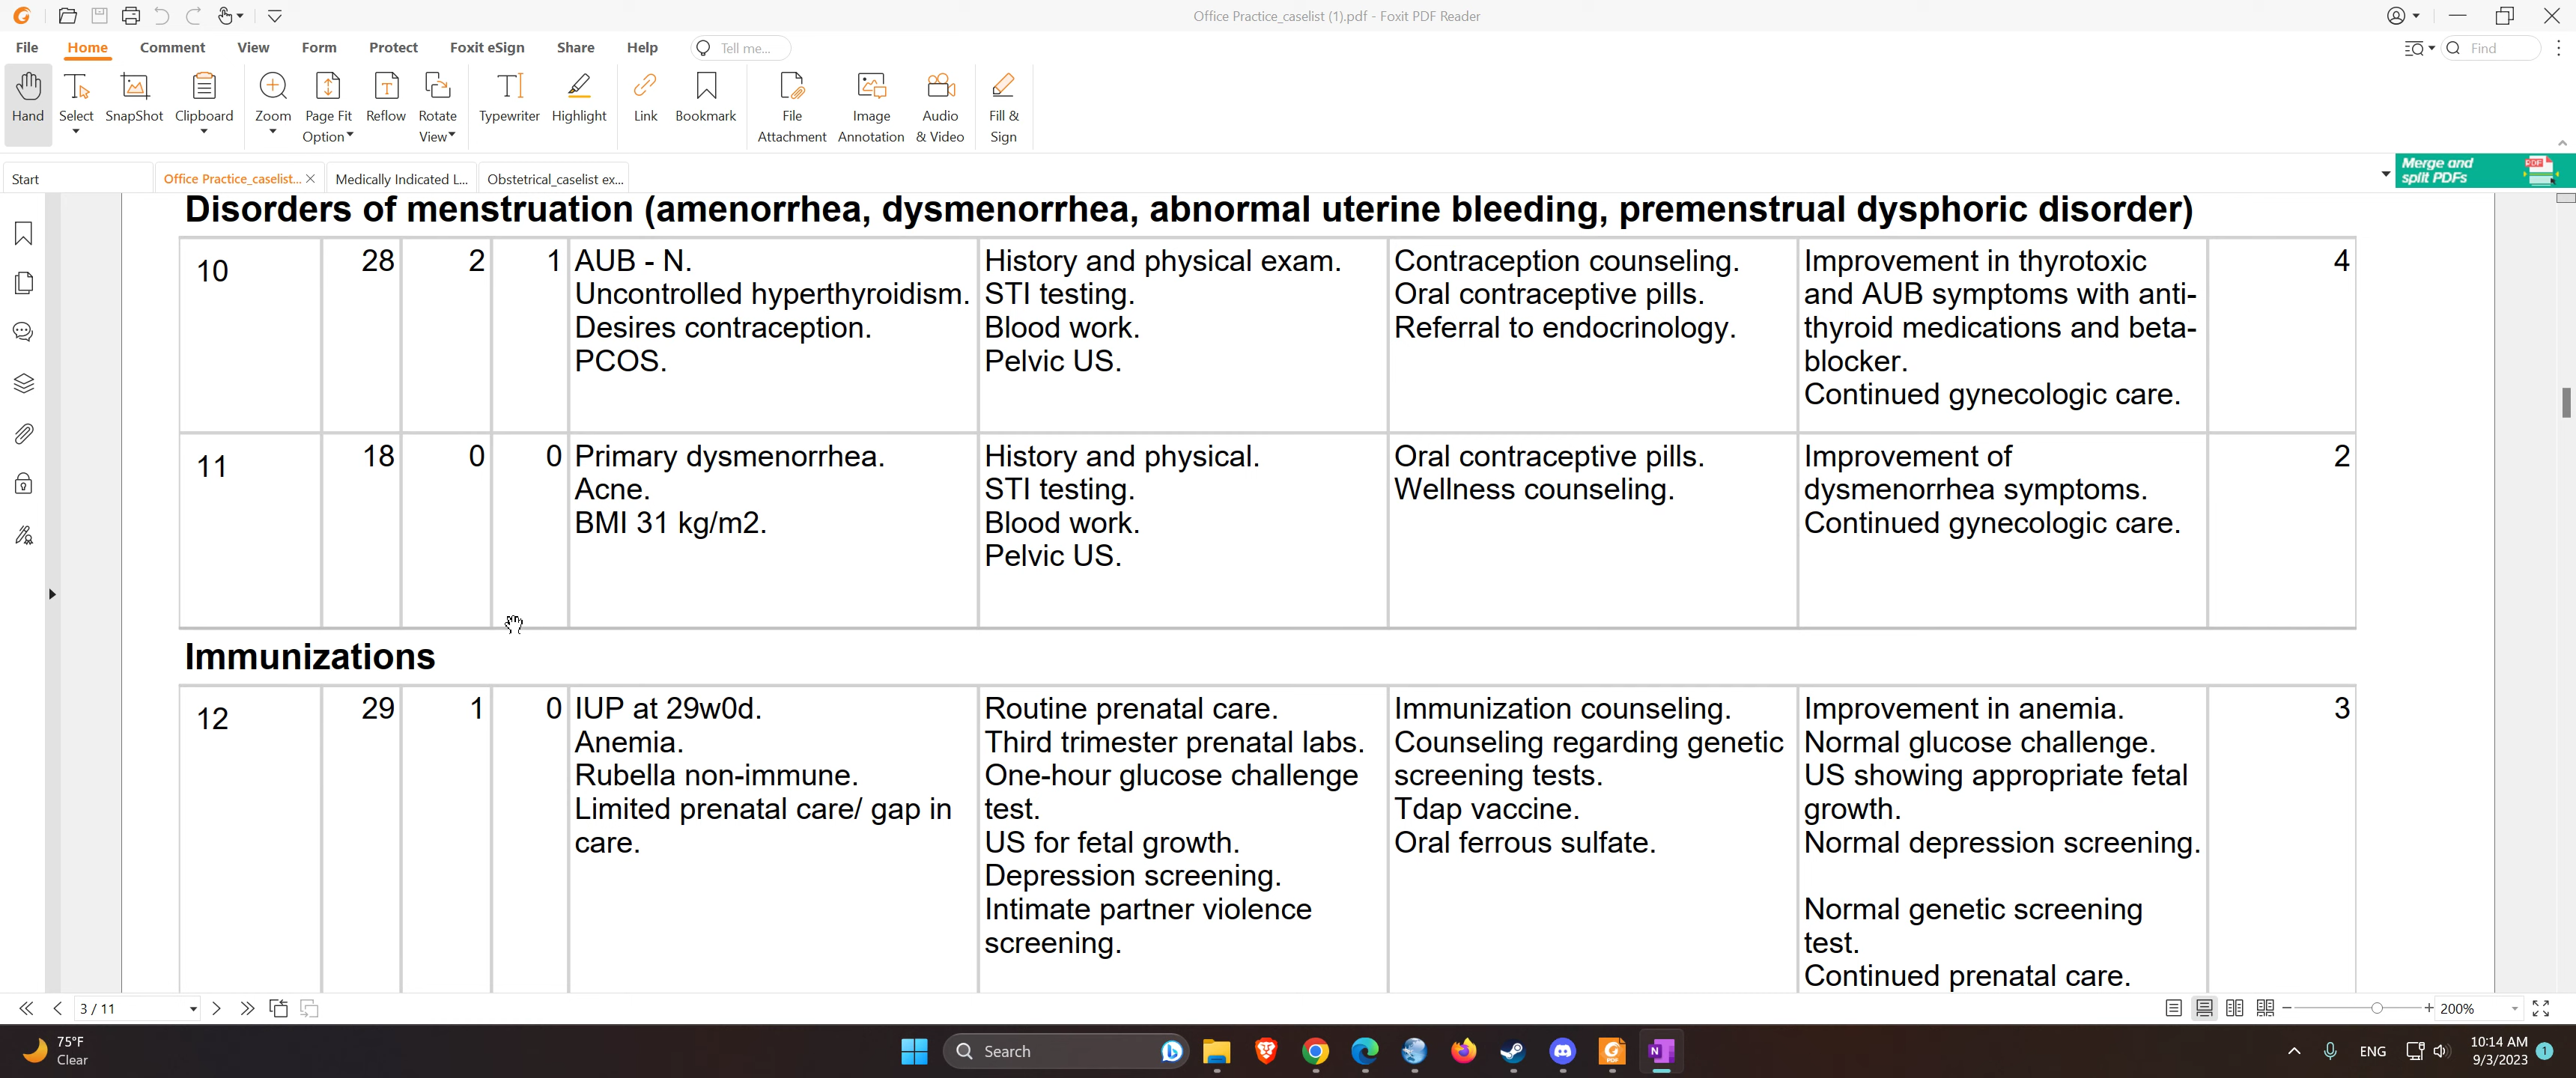 Office Practice_caselist (1).pdf - Foxit PDF Reader
File Home Comment View Form Protect Foxit eSign Share Help Tell me... Find
Hand Select SnapShot Clipboard Zoom Page Fit Option Reflow Rotate View Typewriter Highlight Link Bookmark File Attachment Image Annotation Audio & Video Fill & Sign
Merge and
split PDFs
Start Office Practice_caselist... Medically Indicated L... Obstetrical_caselist ex...
Disorders of menstruation (amenorrhea, dysmenorrhea, abnormal uterine bleeding, premenstrual dysphoric disorder)
10 28 2 1 AUB - N. History and physical exam. Contraception counseling. Improvement in thyrotoxic 4
Uncontrolled hyperthyroidism. STI testing. Oral contraceptive pills. and AUB symptoms with anti-
Desires contraception. Blood work. Referral to endocrinology. thyroid medications and beta-
PCOS. Pelvic US. blocker.
Continued gynecologic care.
11 18 0 0 Primary dysmenorrhea. History and physical. Oral contraceptive pills. Improvement of 2
Acne. STI testing. Wellness counseling. dysmenorrhea symptoms.
BMI 31 kg/m2. Blood work. Continued gynecologic care.
Pelvic US.
Immunizations
12 29 1 0 IUP at 29w0d. Routine prenatal care. Immunization counseling. Improvement in anemia. 3
Anemia. Third trimester prenatal labs. Counseling regarding genetic Normal glucose challenge.
Rubella non-immune. One-hour glucose challenge screening tests. US showing appropriate fetal
Limited prenatal care/ gap in test. Tdap vaccine. growth.
care. US for fetal growth. Oral ferrous sulfate. Normal depression screening.
Depression screening.
Intimate partner violence Normal genetic screening
screening. test.
Continued prenatal care.
3 / 11 200%
75°F
Clear
Search
ENG
10:14 AM
9/3/2023
1